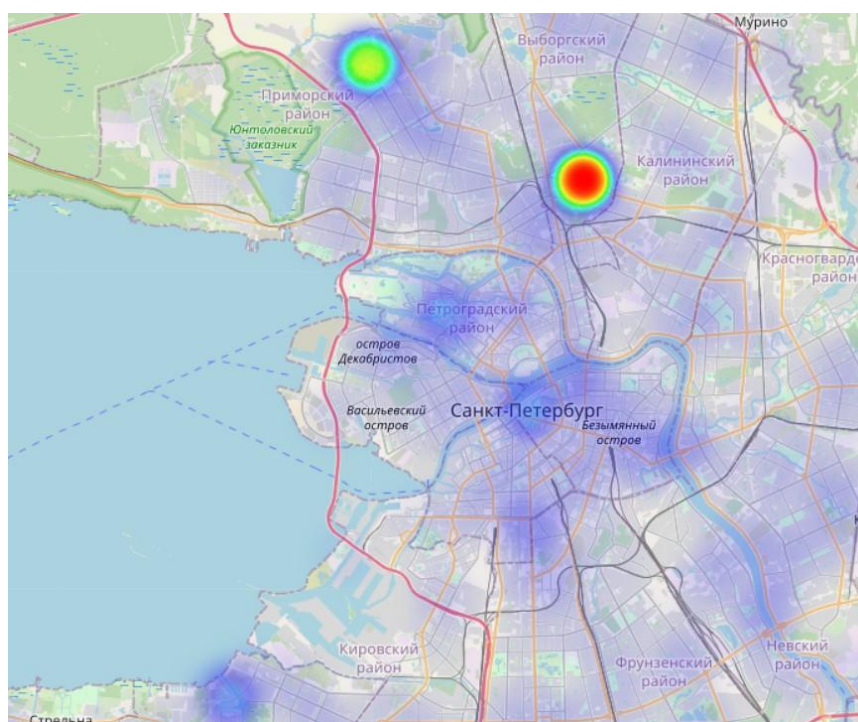 Мурино
Выборгский
район
Приморский
район
Юнтоловский
заказник
Калининский
район
Красногварде
район
Петроградский
район
остров
Декабристов
Васильевский
остров
Санкт-Петербург
Безымянный
остров
К
Кировский
район
Фрунзенский
район
Невский
район
Стрельна